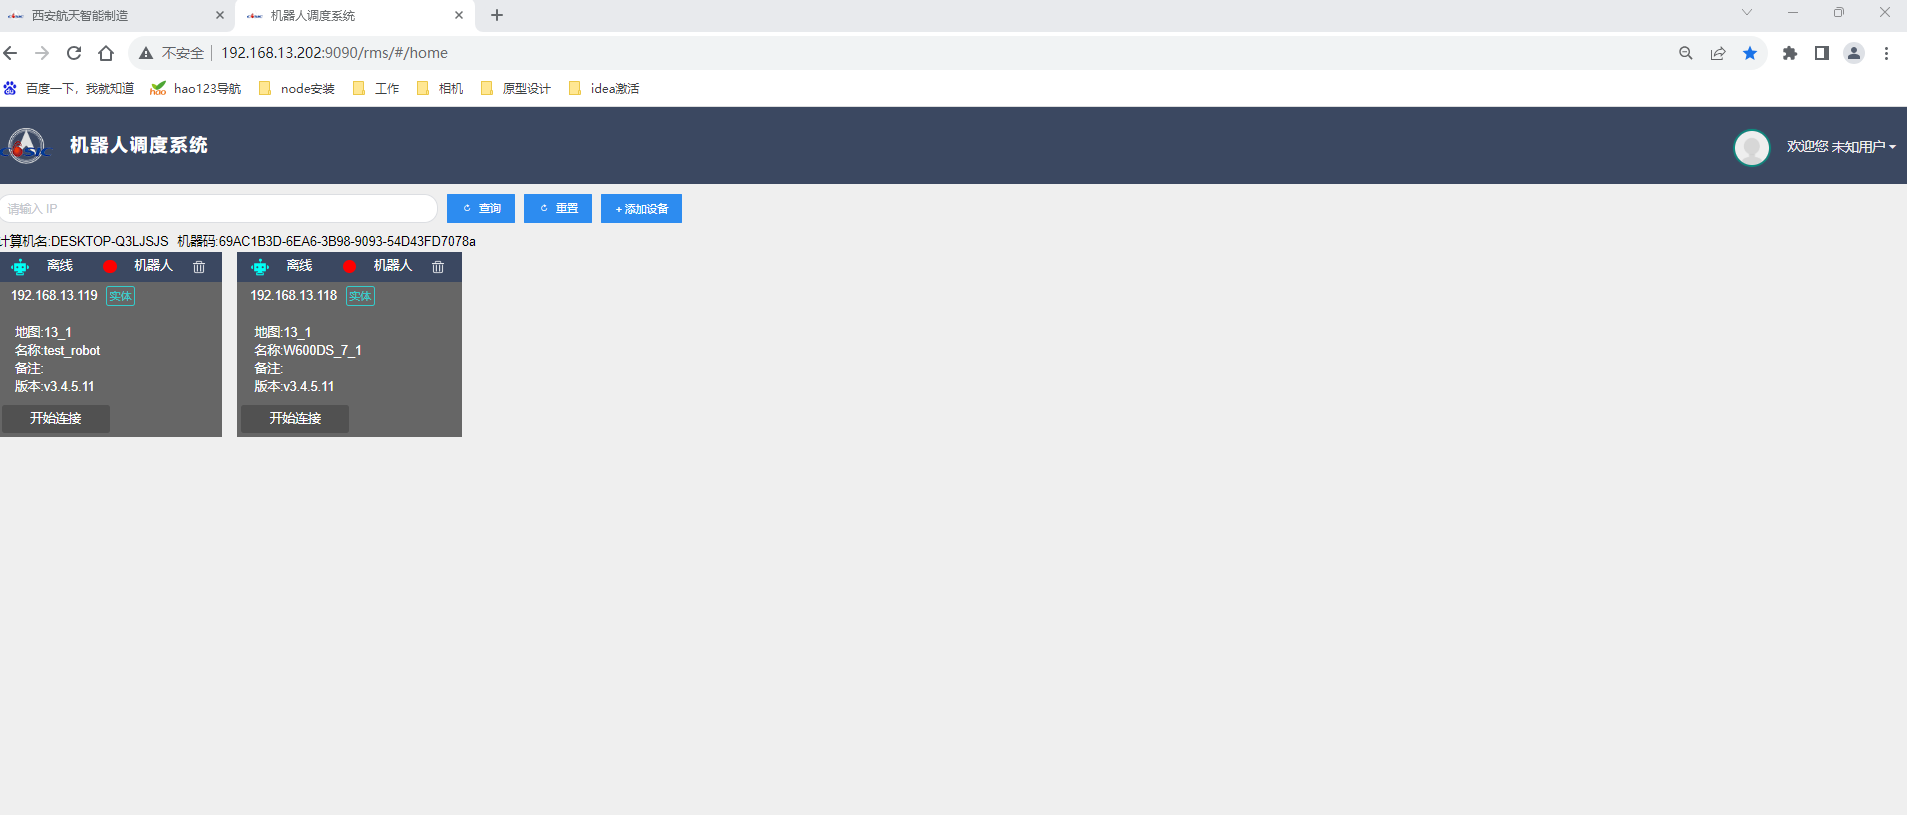 西安航天智能制造
机器人调度系统
不安全 192.168.13.202:9090/rms/#/home
百度一下，我就知道 hao123导航 node安装 工作 相机 原型设计 idea激活
机器人调度系统
欢迎您 未知用户
请输入 IP 查询 重置 + 添加设备
计算机名:DESKTOP-Q3LJSJS 机器码:69AC1B3D-6EA6-3B98-9093-54D43FD7078a
离线 机器人
192.168.13.119 实体
地图:13_1
名称:test_robot
备注:
版本:v3.4.5.11
开始连接
离线 机器人
192.168.13.118 实体
地图:13_1
名称:W600DS_7_1
备注:
版本:v3.4.5.11
开始连接